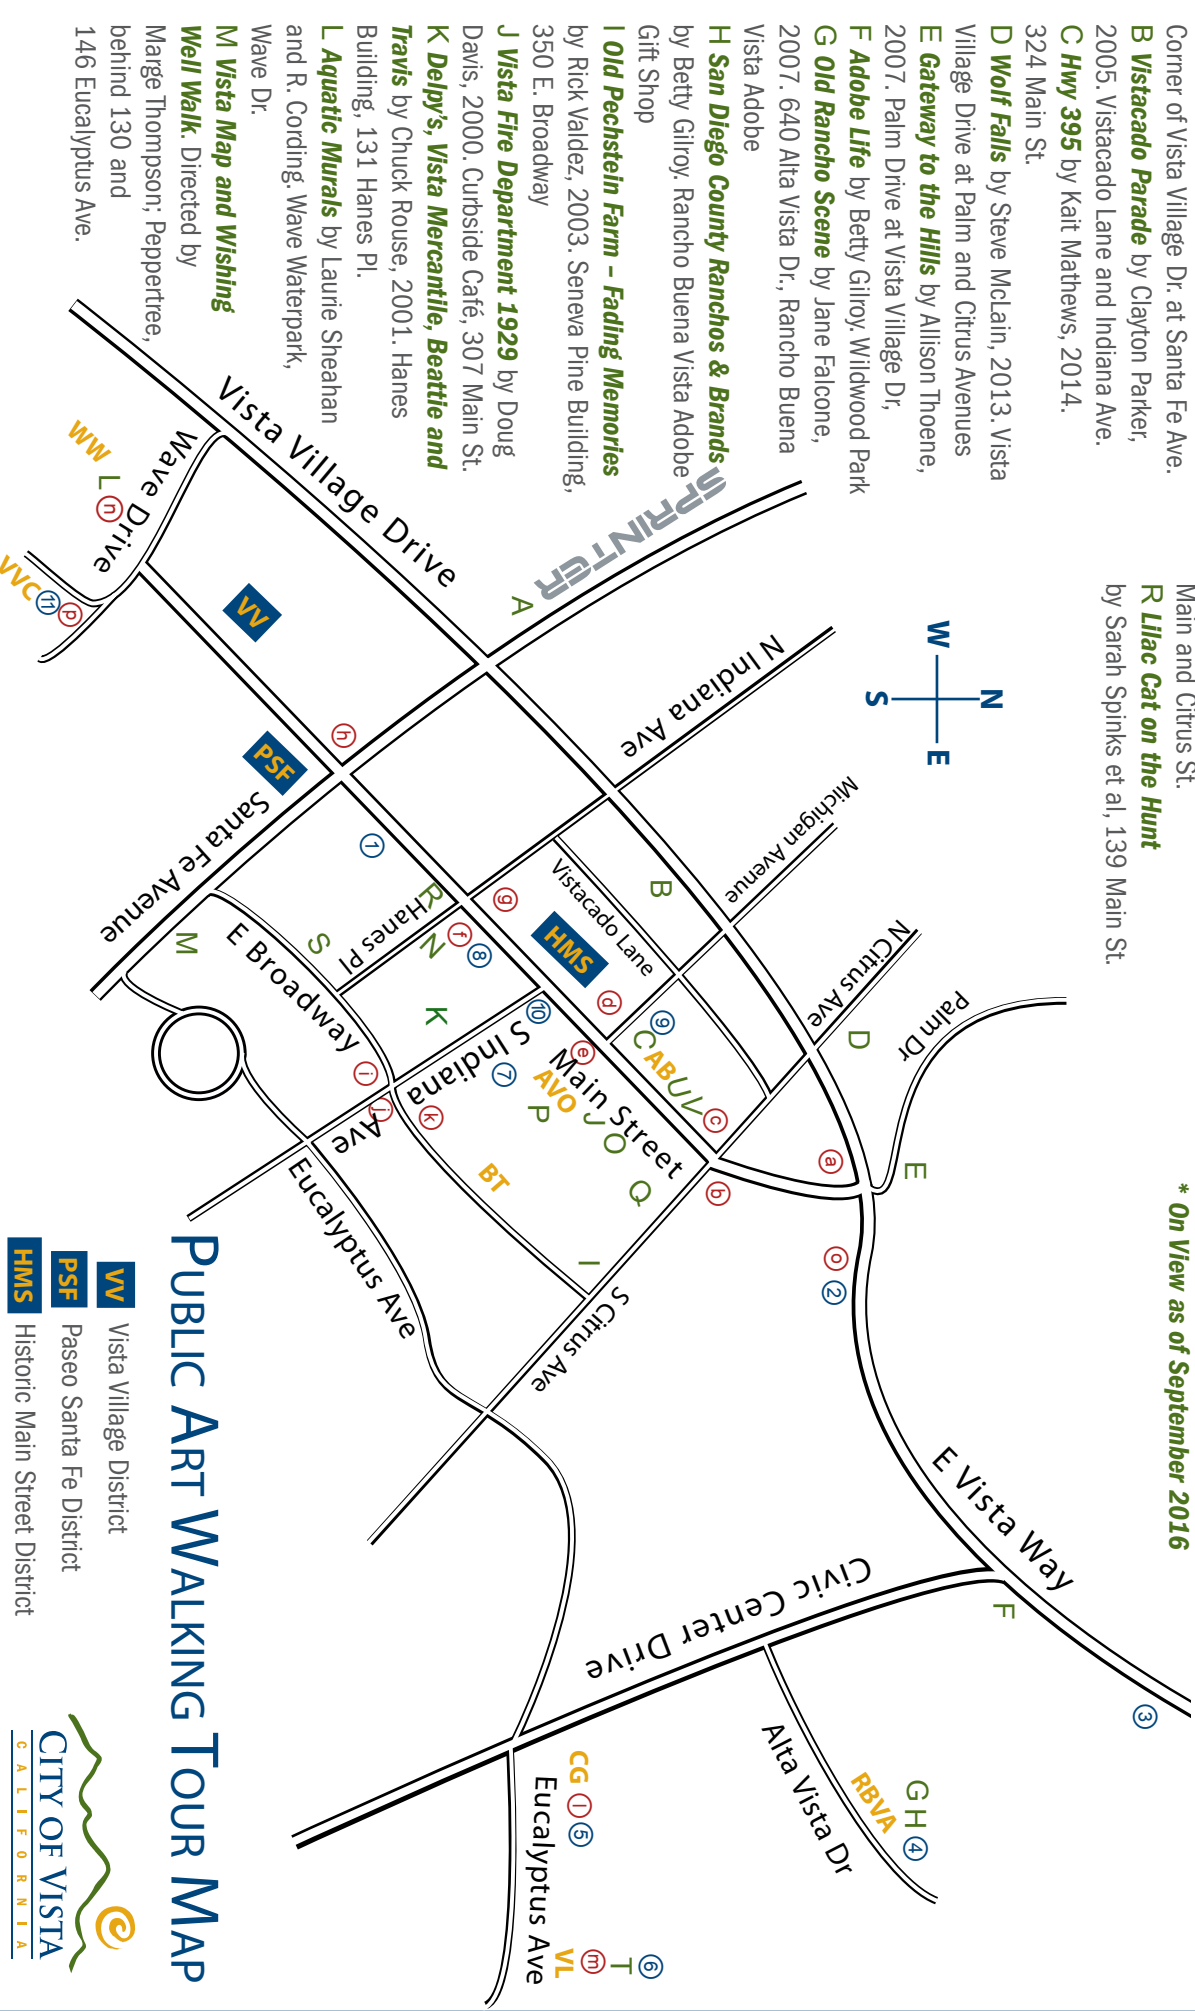 Corner of Vista Village Dr. at Santa Fe Ave.
B Vistacado Parade by Clayton Parker,
2005. Vistacado Lane and Indiana Ave.
C Hwy 395 by Kait Mathews, 2014.
324 Main St.
D Wolf Falls by Steve McLain, 2013. Vista
Village Drive at Palm and Citrus Avenues
E Gateway to the Hills by Allison Thoene,
2007. Palm Drive at Vista Village Dr,
F Adobe Life by Betty Gilroy. Wildwood Park
G Old Rancho Scene by Jane Falcone,
2007. 640 Alta Vista Dr., Rancho Buena
Vista Adobe
H San Diego County Ranchos & Brands
by Betty Gilroy. Rancho Buena Vista Adobe
Gift Shop
I Old Pechstein Farm – Fading Memories
by Rick Valdez, 2003. Seneva Pine Building,
350 E. Broadway
J Vista Fire Department 1929 by Doug
Davis, 2000. Curbside Café, 307 Main St.
K Delpy's, Vista Mercantile, Beattie and
Travis by Chuck Rouse, 2001. Hanes
Building, 131 Hanes Pl.
L Aquatic Murals by Laurie Sheahan
and R. Cording. Wave Waterpark,
Wave Dr.
M Vista Map and Wishing
Well Walk. Directed by
Marge Thompson; Peppertree,
behind 130 and
146 Eucalyptus Ave.
Main and Citrus St.
R Lilac Cat on the Hunt
by Sarah Spinks et al, 139 Main St.
* On View as of September 2016
N
W
E
S
SPRINTER
A
N Indiana Ave
Michigan Avenue
N Citrus Ave
Palm Dr
D
E
Vista Village Drive
Wave Drive
WW
L
n
VVC
11
p
VV
h
PSF
Santa Fe Avenue
1
R
g
B
Vistacado Lane
HMS
d
9
C
AB
U
V
c
a
b
o
2
E Vista Way
F
3
Hanes Pl
f
8
N
S
E Broadway
M
K
10
S Indiana
Ave
7
e
Main Street
AVO
P
J
O
Q
i
j
k
BT
I
S Citrus Ave
Eucalyptus Ave
Civic Center Drive
Alta Vista Dr
RBVA
G
H
4
CG
l
5
Eucalyptus Ave
VL
m
T
6
PUBLIC ART WALKING TOUR MAP
VV Vista Village District
PSF Paseo Santa Fe District
HMS Historic Main Street District
CITY OF VISTA
CALIFORNIA